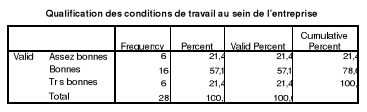 Qualification des conditions de travail au sein de l'entreprise
Frequency Percent Valid Percent Cumulative Percent
Valid Assez bonnes 6 21,4 21,4 21,4
Bonnes 16 57,1 57,1 78,6
Tr s bonnes 6 21,4 21,4 100,
Total 28 100, 100,